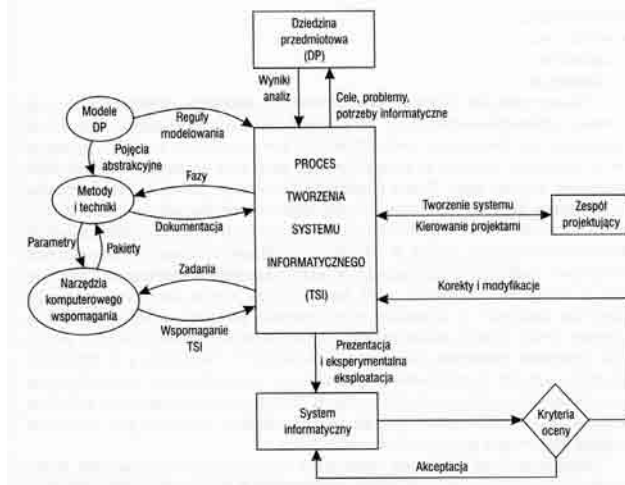 Dziedzina
przedmiotowa
(DP)
Wyniki
analiz
Cele, problemy,
potrzeby informatyczne
Modele
DP
Reguły
modelowania
Pojęcia
abstrakcyjne
Metody
i techniki
Fazy
Dokumentacja
Parametry
Pakiety
Narzędzia
komputerowego
wspomagania
Zadania
Wspomaganie
TSI
PROCES
TWORZENIA
SYSTEMU
INFORMATYCZNEGO
(TSI)
Tworzenie systemu
Kierowanie projektami
Zespół
projektujący
Korekty i modyfikacje
Prezentacja
i eksperymentalna
eksploatacja
System
informatyczny
Kryteria
oceny
Akceptacja